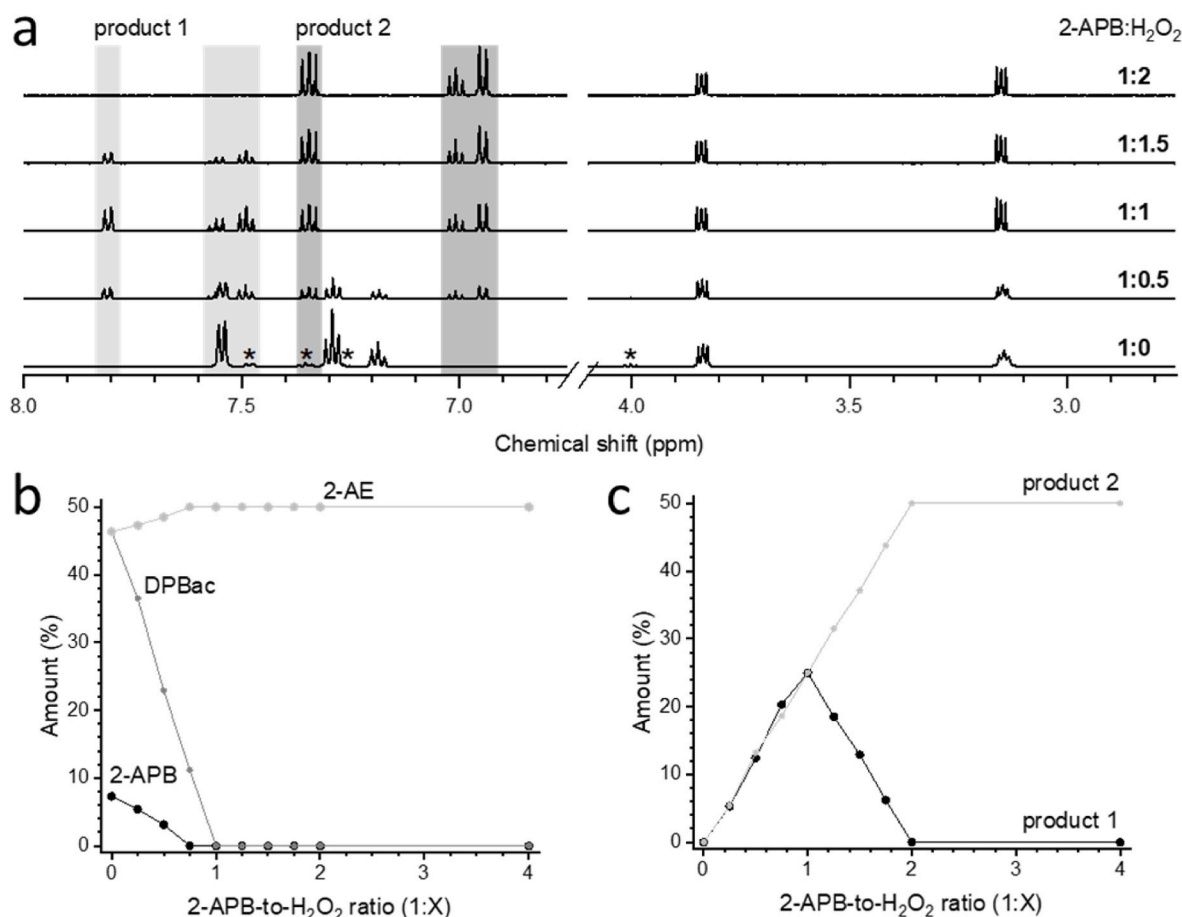 a
product 1
product 2
2-APB:H₂O₂
1:2
1:1.5
1:1
1:0.5
1:0
* * * *
8.0 7.5 7.0 4.0 3.5 3.0
Chemical shift (ppm)
b
50
40
30
20
10
0
Amount (%)
2-AE
DPBac
2-APB
0 1 2 3 4
2-APB-to-H₂O₂ ratio (1:X)
c
50
40
30
20
10
0
Amount (%)
product 2
product 1
0 1 2 3 4
2-APB-to-H₂O₂ ratio (1:X)